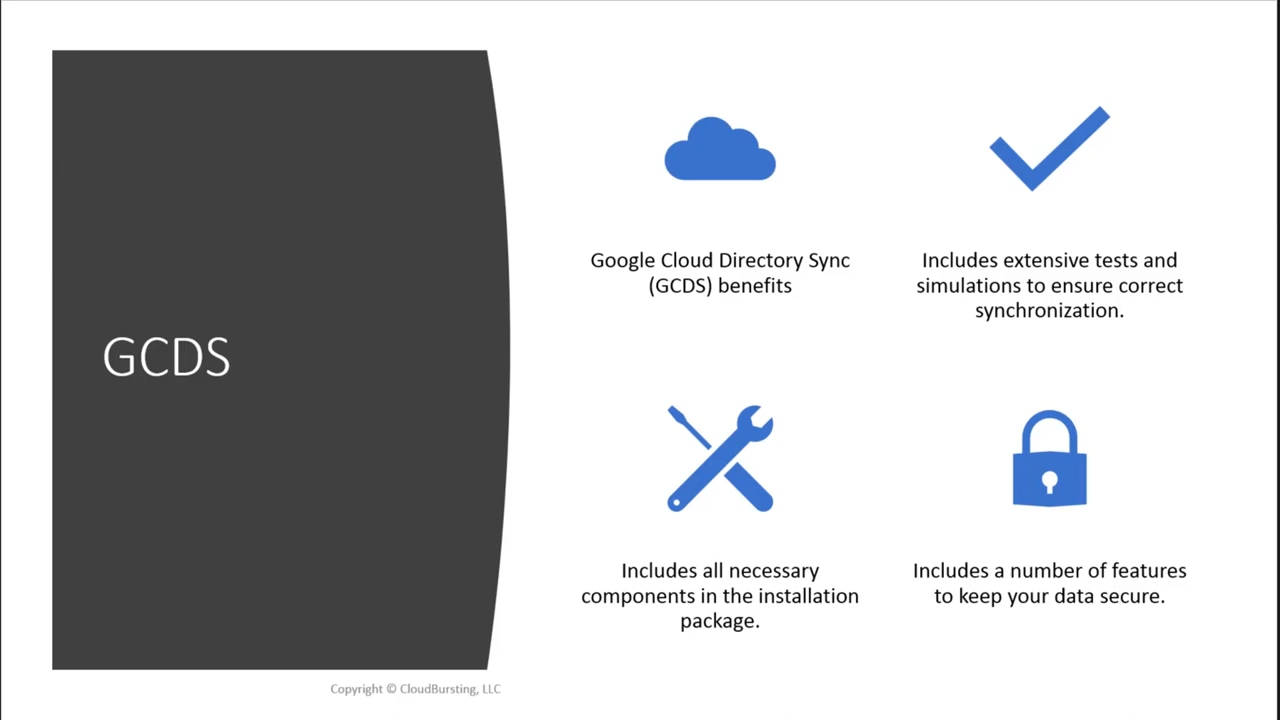 GCDS
Google Cloud Directory Sync
(GCDS) benefits
Includes extensive tests and
simulations to ensure correct
synchronization.
Includes all necessary
components in the installation
package.
Includes a number of features
to keep your data secure.
Copyright © CloudBursting, LLC